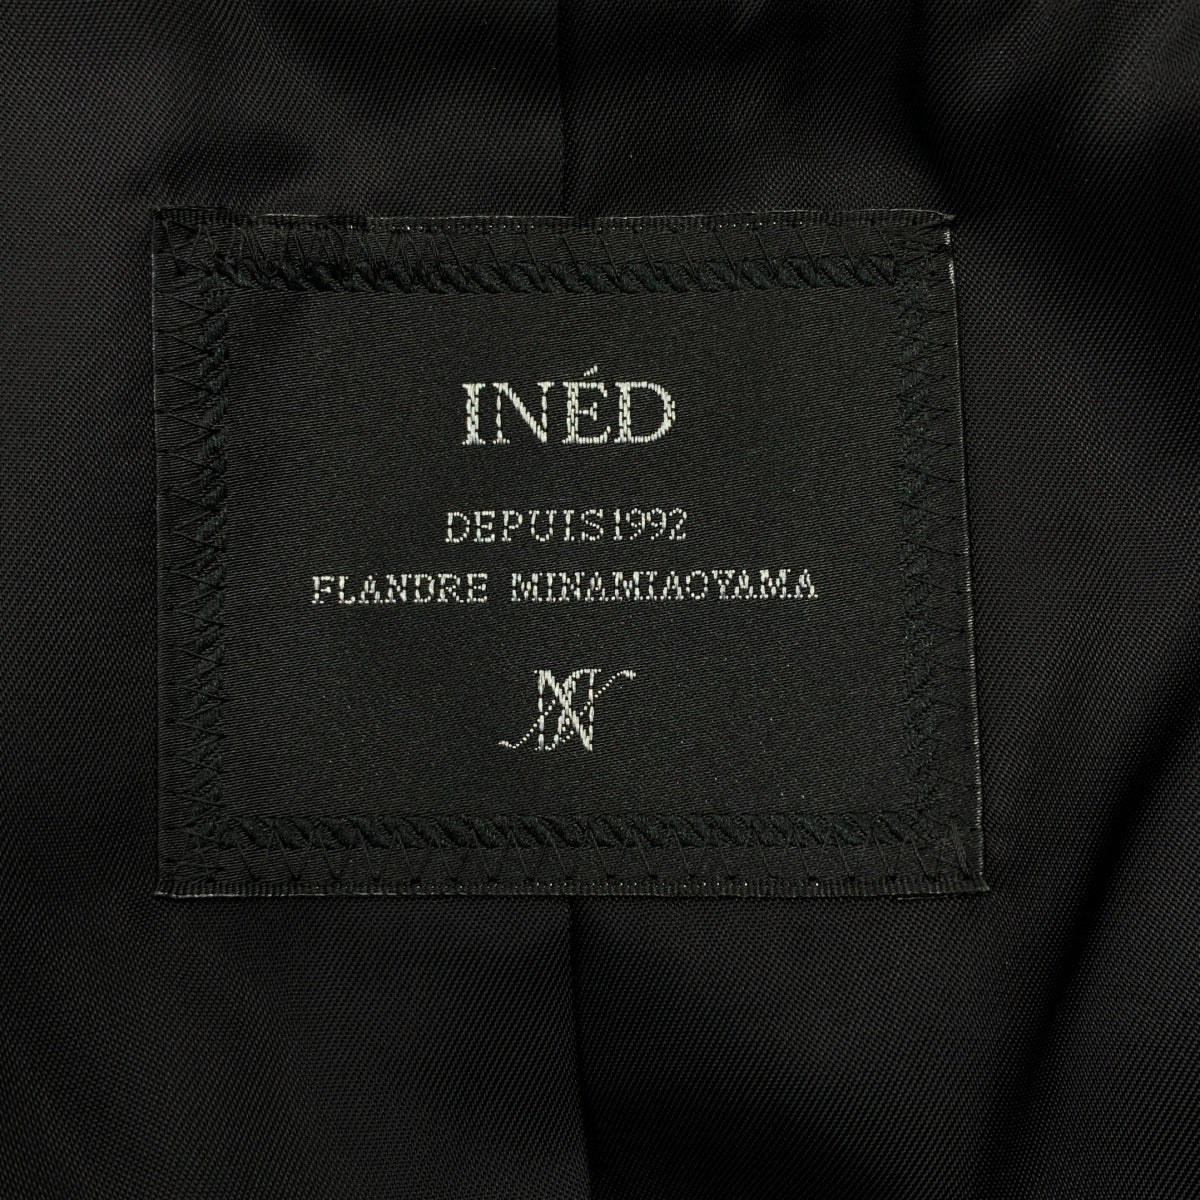 INÉD
DEPUIS1992
FLANDRE MINAMIAOYAMA